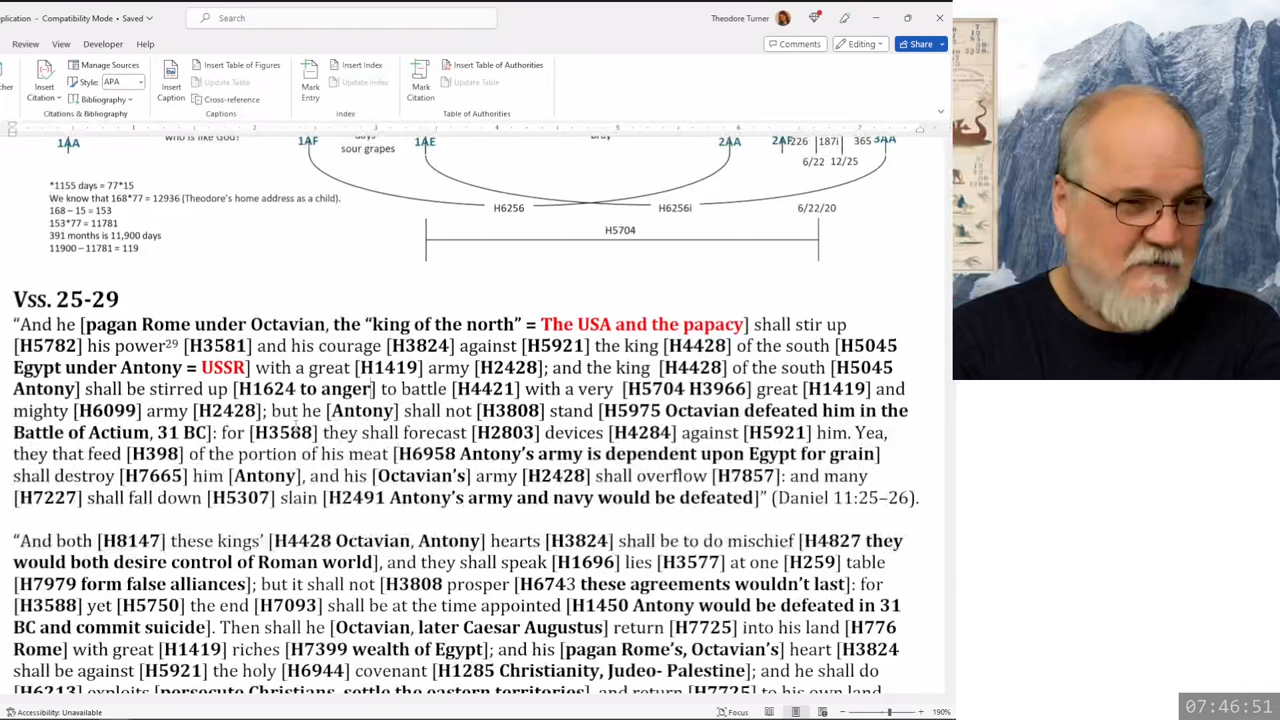 plication - Compatibility Mode • Saved
Search
Theodore Turner
Review View Developer Help
Comments Editing Share
Manage Sources
Insert Table of Figures
Insert Index
Insert Table of Authorities
Insert
Citation
Style: APA
Insert
Caption
Update Table
Mark
Entry
Update Index
Mark
Citation
Update Table
Bibliography
Cross-reference
Citations & Bibliography
Captions
Index
Table of Authorities
who is like God?
days
sour grapes
bray
1AA 1AF 1AE 2AA 2AF 226 187i 365 3AA
6/22 12/25
*1155 days = 77*15
We know that 168*77 = 12936 (Theodore's home address as a child).
168 – 15 = 153
153*77 = 11781
391 months is 11,900 days
11900 – 11781 = 119
H6256 H6256i 6/22/20
H5704
Vss. 25-29
“And he [pagan Rome under Octavian, the “king of the north” = The USA and the papacy] shall stir up
[H5782] his power29 [H3581] and his courage [H3824] against [H5921] the king [H4428] of the south [H5045
Egypt under Antony = USSR] with a great [H1419] army [H2428]; and the king [H4428] of the south [H5045
Antony] shall be stirred up [H1624 to anger] to battle [H4421] with a very [H5704 H3966] great [H1419] and
mighty [H6099] army [H2428]; but he [Antony] shall not [H3808] stand [H5975 Octavian defeated him in the
Battle of Actium, 31 BC]: for [H3588] they shall forecast [H2803] devices [H4284] against [H5921] him. Yea,
they that feed [H398] of the portion of his meat [H6958 Antony’s army is dependent upon Egypt for grain]
shall destroy [H7665] him [Antony], and his [Octavian’s] army [H2428] shall overflow [H7857]: and many
[H7227] shall fall down [H5307] slain [H2491 Antony’s army and navy would be defeated]” (Daniel 11:25–26).
“And both [H8147] these kings’ [H4428 Octavian, Antony] hearts [H3824] shall be to do mischief [H4827 they
would both desire control of Roman world], and they shall speak [H1696] lies [H3577] at one [H259] table
[H7979 form false alliances]; but it shall not [H3808] prosper [H6743 these agreements wouldn’t last]: for
[H3588] yet [H5750] the end [H7093] shall be at the time appointed [H1450 Antony would be defeated in 31
BC and commit suicide]. Then shall he [Octavian, later Caesar Augustus] return [H7725] into his land [H776
Rome] with great [H1419] riches [H7399 wealth of Egypt]; and his [pagan Rome’s, Octavian’s] heart [H3824
shall be against [H5921] the holy [H6944] covenant [H1285 Christianity, Judeo- Palestine]; and he shall do
[H6213] exploits [persecute Christians, settle the eastern territories], and return [H7725] to his own land
Accessibility: Unavailable
Focus
190%
07:46:51